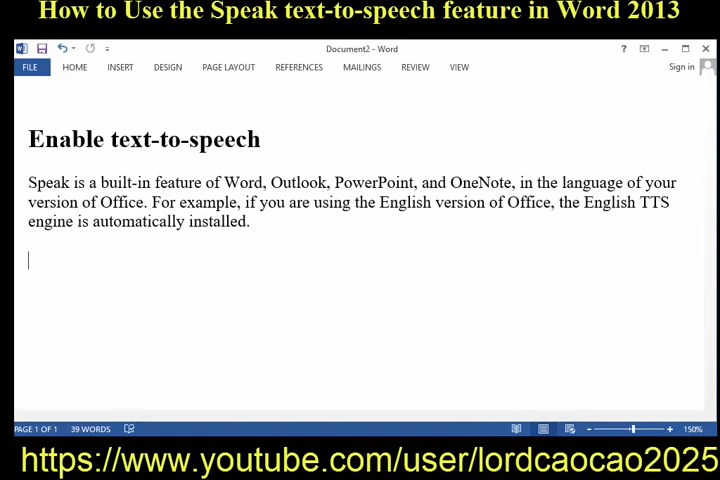 How to Use the Speak text-to-speech feature in Word 2013
Document2 - Word
?
FILE HOME INSERT DESIGN PAGE LAYOUT REFERENCES MAILINGS REVIEW VIEW Sign in
Enable text-to-speech
Speak is a built-in feature of Word, Outlook, PowerPoint, and OneNote, in the language of your
version of Office. For example, if you are using the English version of Office, the English TTS
engine is automatically installed.
PAGE 1 OF 1 39 WORDS 150%
https://www.youtube.com/user/lordcaocao2025